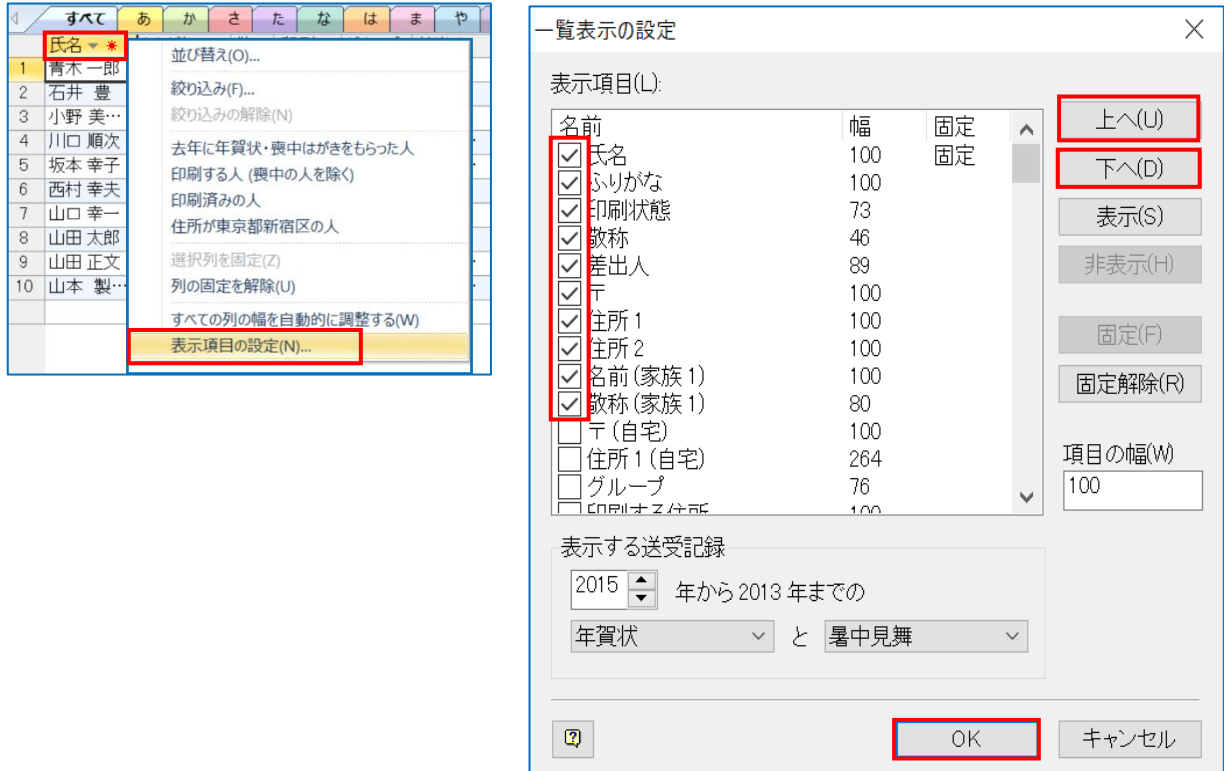 すべて あ か さ た な は ま や
氏名
1 青木 一郎
2 石井 豊
3 小野 美…
4 川口 順次
5 坂本 幸子
6 西村 幸夫
7 山口 幸一
8 山田 太郎
9 山田 正文
10 山本 製…
並び替え(O)...
絞り込み(F)...
絞り込みの解除(N)
去年に年賀状・喪中はがきをもらった人
印刷する人 (喪中の人を除く)
印刷済みの人
住所が東京都新宿区の人
選択列を固定(Z)
列の固定を解除(U)
すべての列の幅を自動的に調整する(W)
表示項目の設定(N)...
一覧表示の設定
表示項目(L):
名前 幅 固定
氏名 100 固定
ふりがな 100
印刷状態 73
敬称 46
差出人 89
〒 100
住所1 100
住所2 100
名前(家族1) 100
敬称(家族1) 80
〒(自宅) 100
住所1(自宅) 264
グループ 76
印刷する住所 100
上へ(U)
下へ(D)
表示(S)
非表示(H)
固定(F)
固定解除(R)
項目の幅(W)
100
表示する送受記録
2015 年から2013 年までの
年賀状 と 暑中見舞
OK キャンセル